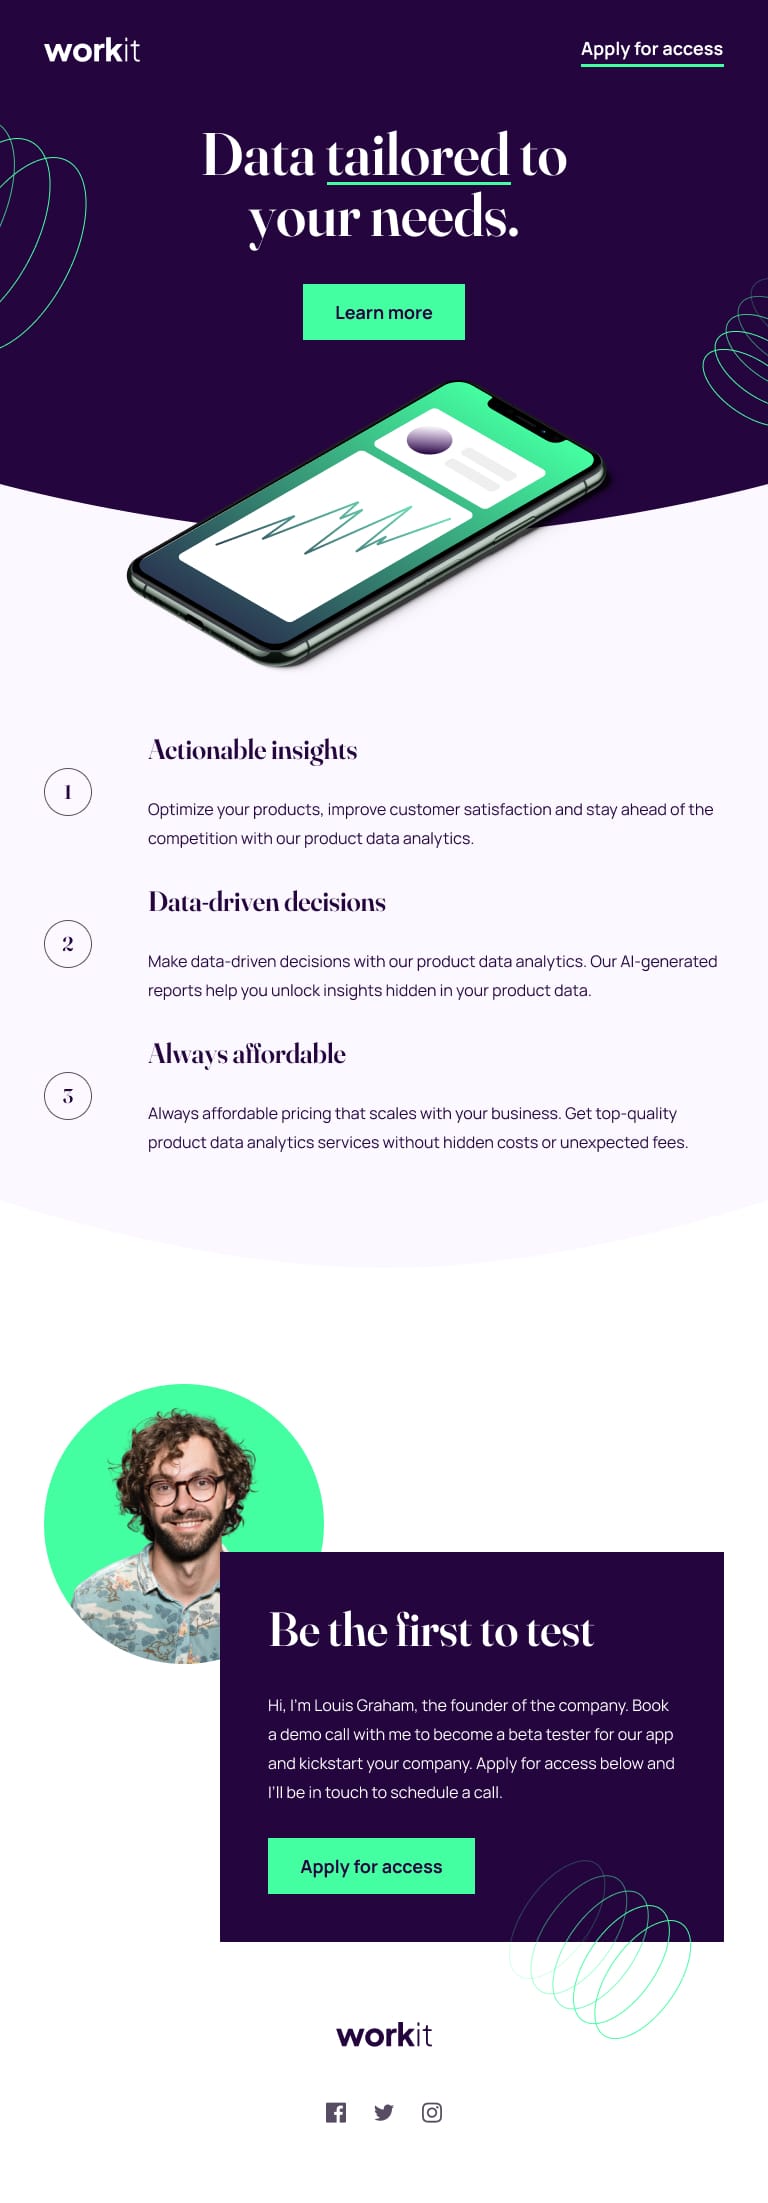 workit
Apply for access
Data tailored to
your needs.
Learn more
Actionable insights
1
Optimize your products, improve customer satisfaction and stay ahead of the
competition with our product data analytics.
Data-driven decisions
2
Make data-driven decisions with our product data analytics. Our AI-generated
reports help you unlock insights hidden in your product data.
Always affordable
3
Always affordable pricing that scales with your business. Get top-quality
product data analytics services without hidden costs or unexpected fees.
Be the first to test
Hi, I'm Louis Graham, the founder of the company. Book
a demo call with me to become a beta tester for our app
and kickstart your company. Apply for access below and
I'll be in touch to schedule a call.
Apply for access
workit